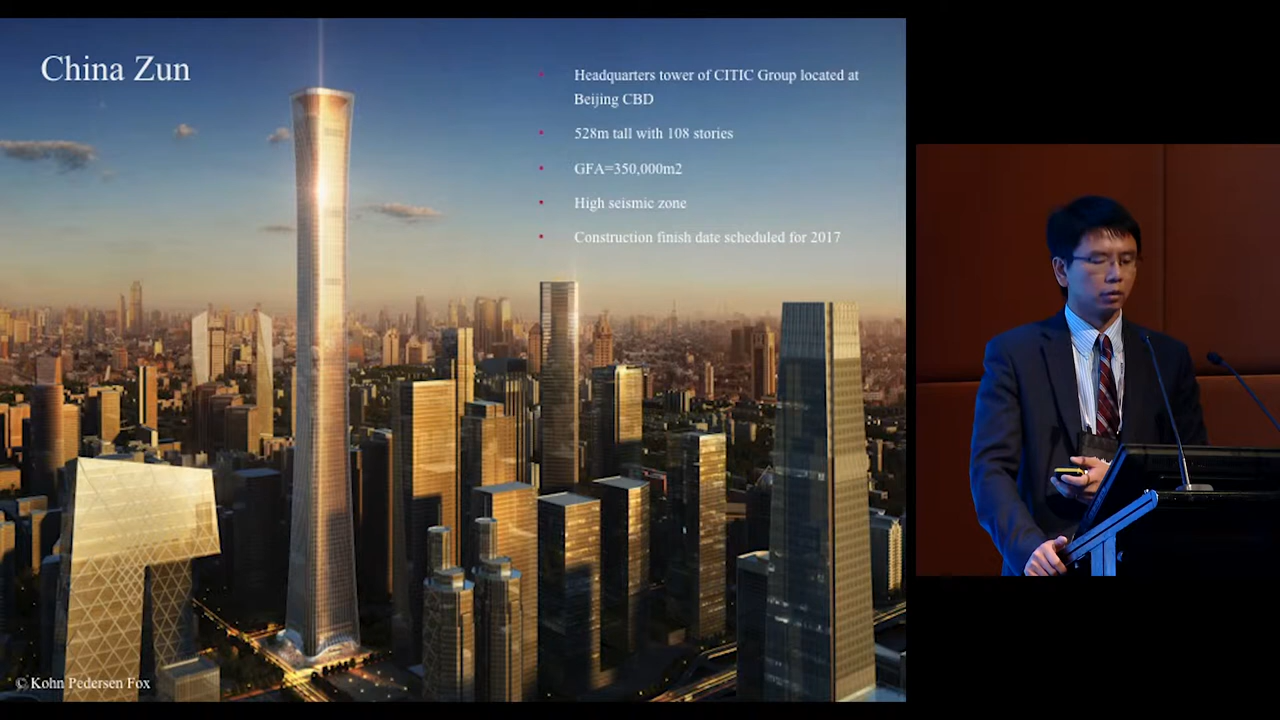 China Zun
• Headquarters tower of CITIC Group located at
Beijing CBD
• 528m tall with 108 stories
• GFA=350,000m2
• High seismic zone
• Construction finish date scheduled for 2017
© Kohn Pedersen Fox